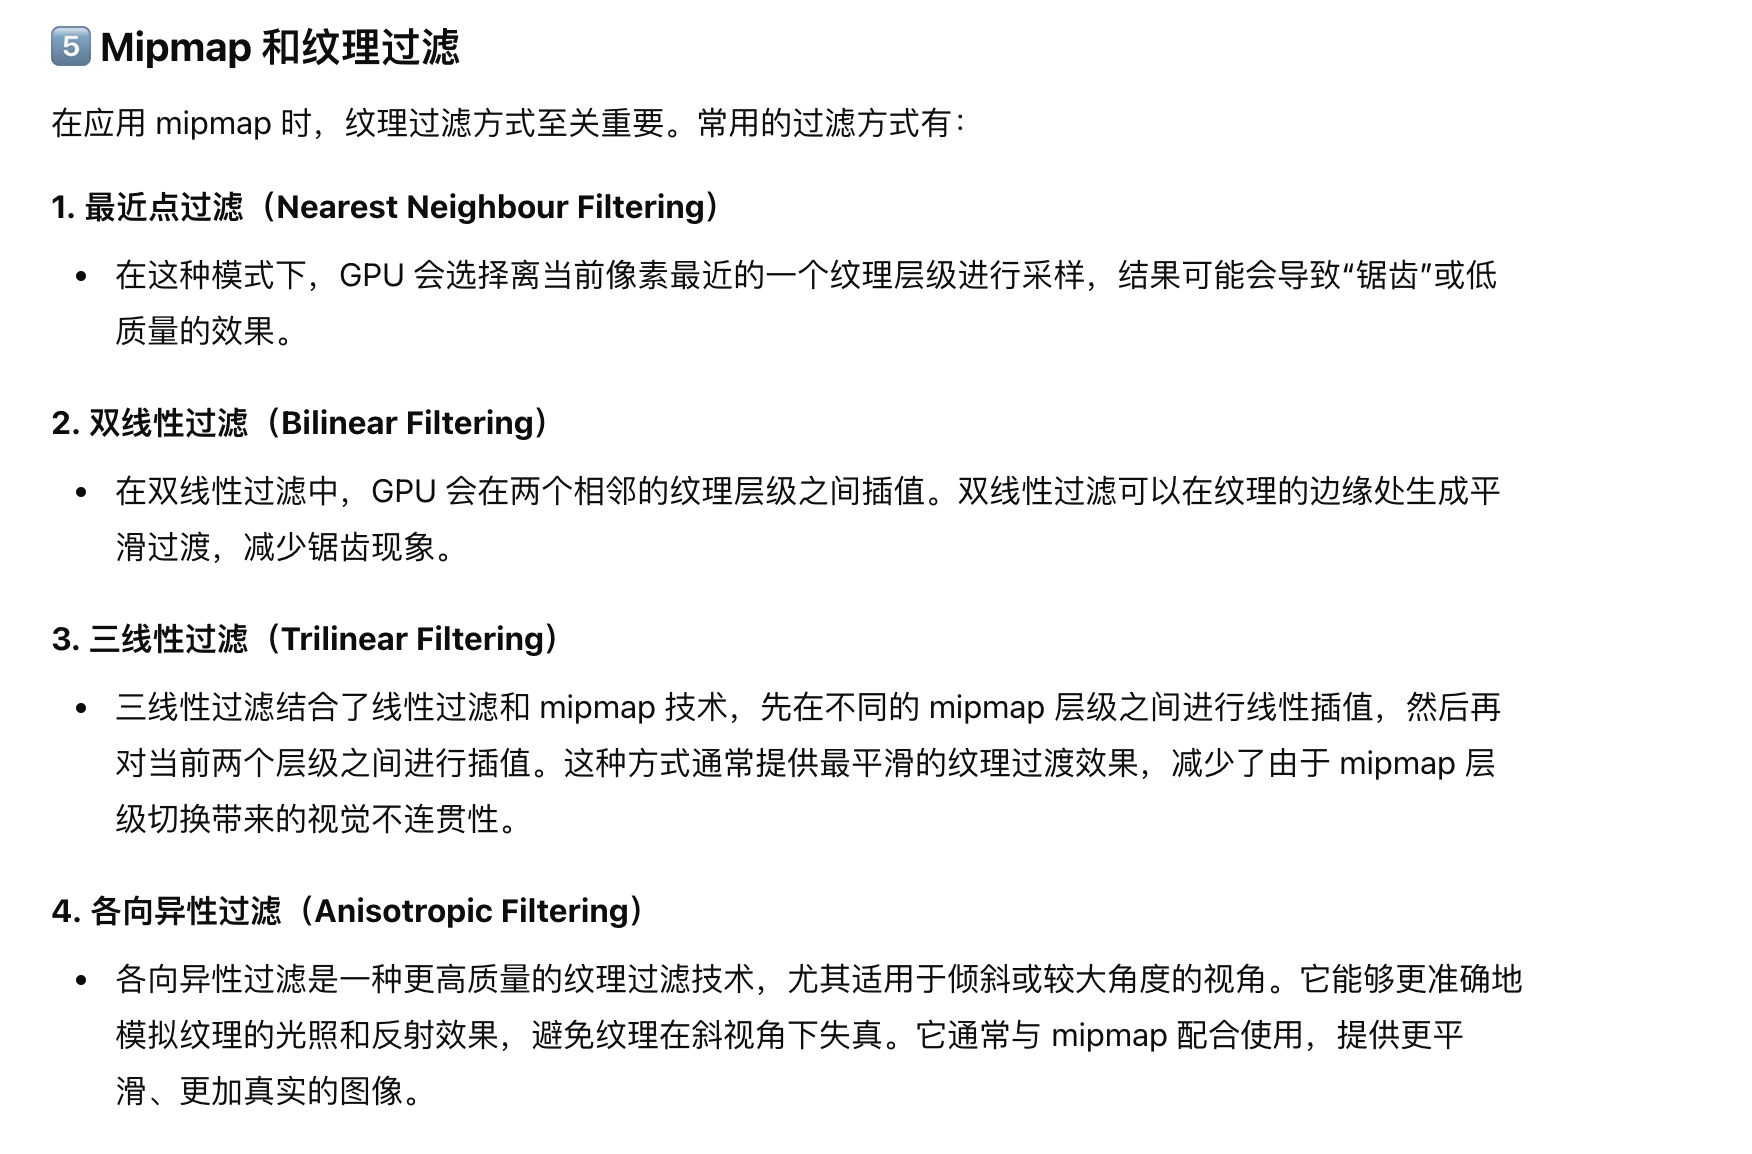 5️⃣ Mipmap 和纹理过滤
在应用 mipmap 时，纹理过滤方式至关重要。常用的过滤方式有：
1. 最近点过滤（Nearest Neighbour Filtering）
• 在这种模式下，GPU 会选择离当前像素最近的一个纹理层级进行采样，结果可能会导致“锯齿”或低
质量的效果。
2. 双线性过滤（Bilinear Filtering）
• 在双线性过滤中，GPU 会在两个相邻的纹理层级之间插值。双线性过滤可以在纹理的边缘处生成平
滑过渡，减少锯齿现象。
3. 三线性过滤（Trilinear Filtering）
• 三线性过滤结合了线性过滤和 mipmap 技术，先在不同的 mipmap 层级之间进行线性插值，然后再
对当前两个层级之间进行插值。这种方式通常提供最平滑的纹理过渡效果，减少了由于 mipmap 层
级切换带来的视觉不连贯性。
4. 各向异性过滤（Anisotropic Filtering）
• 各向异性过滤是一种更高质量的纹理过滤技术，尤其适用于倾斜或较大角度的视角。它能够更准确地
模拟纹理的光照和反射效果，避免纹理在斜视角下失真。它通常与 mipmap 配合使用，提供更平
滑、更加真实的图像。